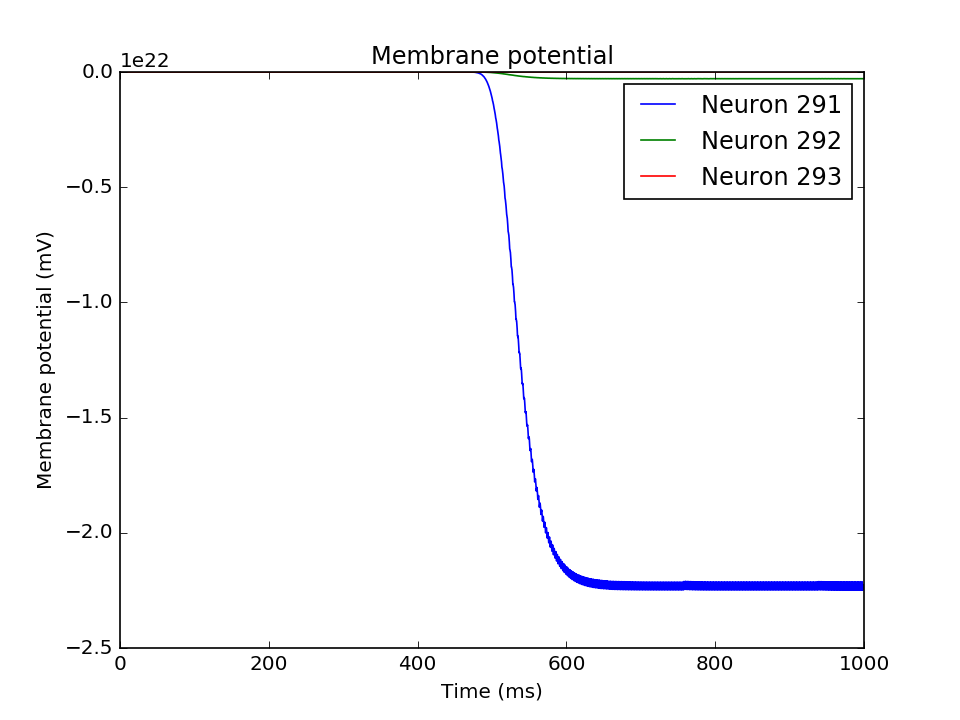 Membrane potential
1e22
0.0
−0.5
−1.0
−1.5
−2.0
−2.5
Membrane potential (mV)
Neuron 291
Neuron 292
Neuron 293
0 200 400 600 800 1000
Time (ms)